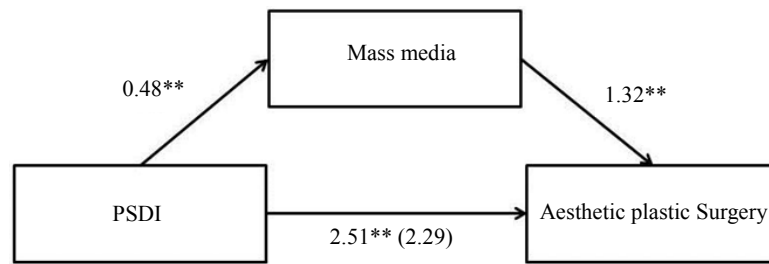 Mass media
0.48**
1.32**
PSDI
Aesthetic plastic Surgery
2.51** (2.29)